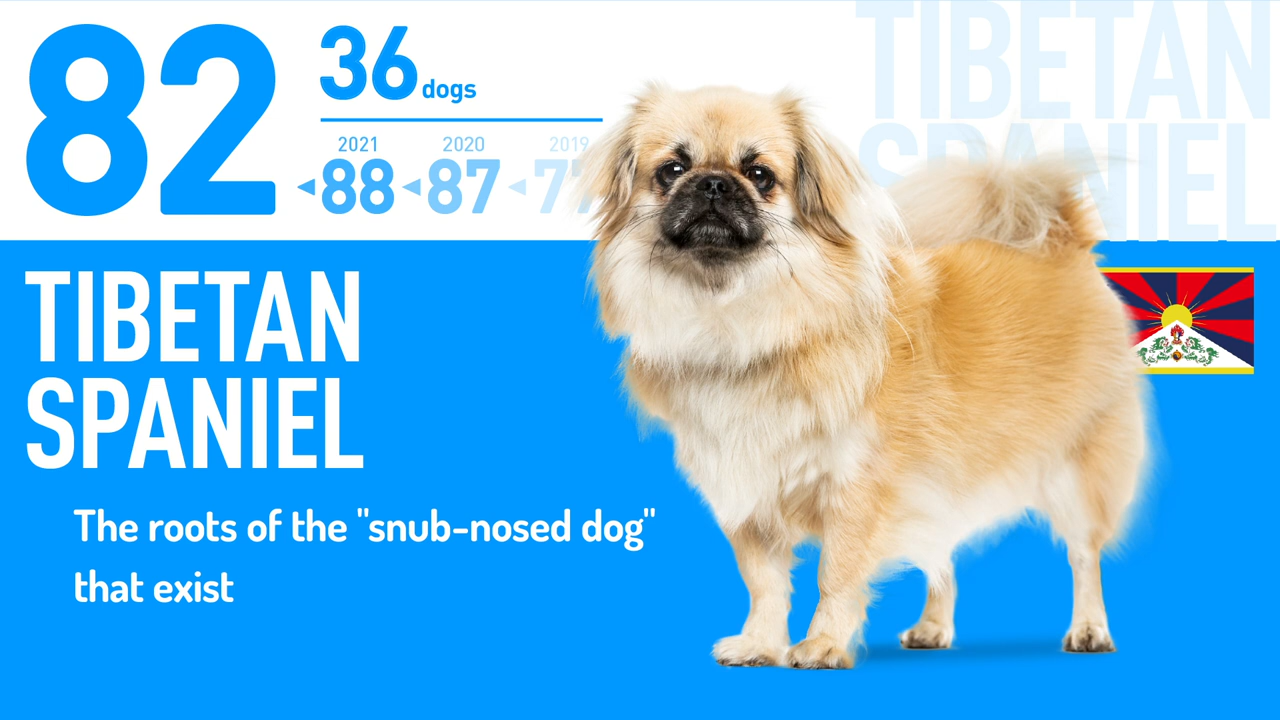 82
36 dogs
2021 2020 2019
88 87 77
TIBETAN
SPANIEL
TIBETAN
SPANIEL
The roots of the "snub-nosed dog"
that exist